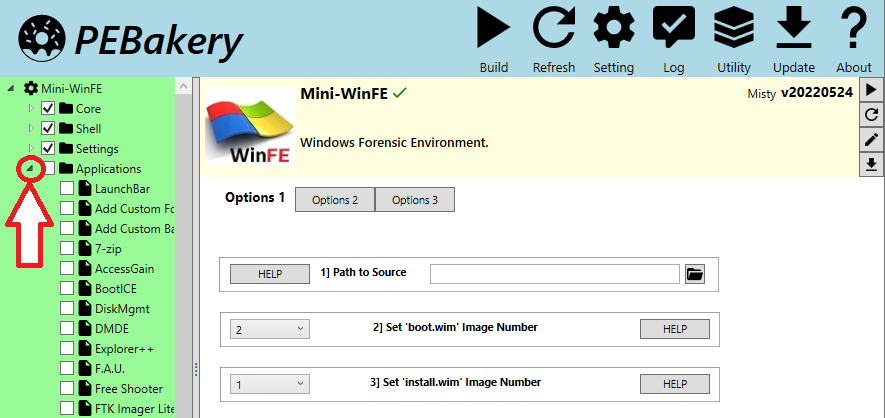 PEBakery
Build
Refresh
Setting
Log
Utility
Update
About
Mini-WinFE
Core
Shell
Settings
Applications
LaunchBar
Add Custom Fo
Add Custom Ba
7-zip
AccessGain
BootICE
DiskMgmt
DMDE
Explorer++
F.A.U.
Free Shooter
FTK Imager Lite
WinFE
Mini-WinFE
Misty v20220524
Windows Forensic Environment.
Options 1 Options 2 Options 3
HELP 1] Path to Source
2 2] Set 'boot.wim' Image Number HELP
1 3] Set 'install.wim' Image Number HELP